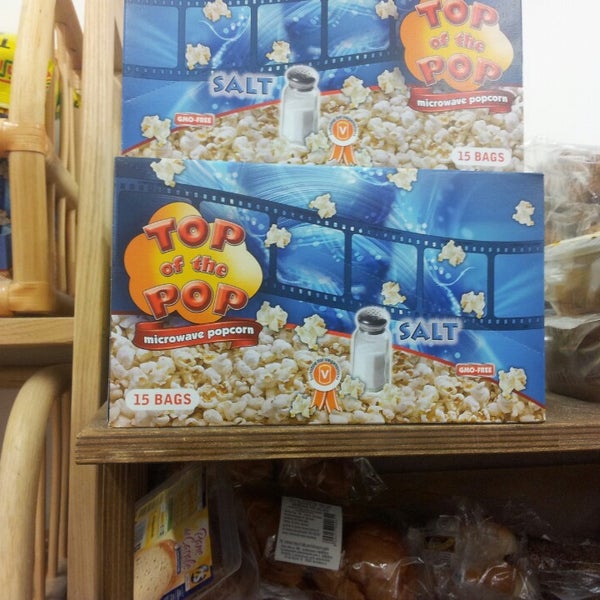 TOP
of the
POP
microwave popcorn
SALT
GMO-FREE
V
15 BAGS
TOP
of the
POP
microwave popcorn
SALT
GMO-FREE
V
15 BAGS